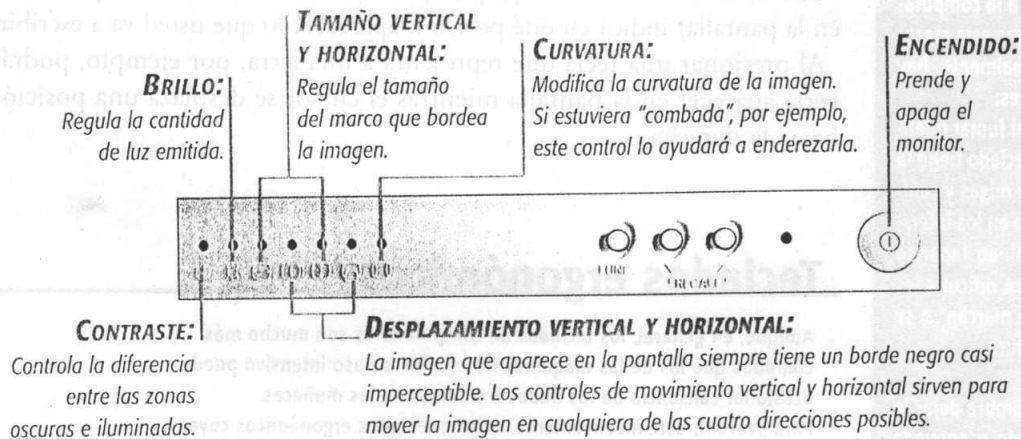 TAMAÑO VERTICAL
Y HORIZONTAL:
Regula el tamaño
del marco que bordea
la imagen.
BRILLO:
Regula la cantidad
de luz emitida.
CURVATURA:
Modifica la curvatura de la imagen.
Si estuviera "combada", por ejemplo,
este control lo ayudará a enderezarla.
ENCENDIDO:
Prende y
apaga el
monitor.
CONTRASTE:
Controla la diferencia
entre las zonas
oscuras e iluminadas.
DESPLAZAMIENTO VERTICAL Y HORIZONTAL:
La imagen que aparece en la pantalla siempre tiene un borde negro casi
imperceptible. Los controles de movimiento vertical y horizontal sirven para
mover la imagen en cualquiera de las cuatro direcciones posibles.
Teclados ergonómicos